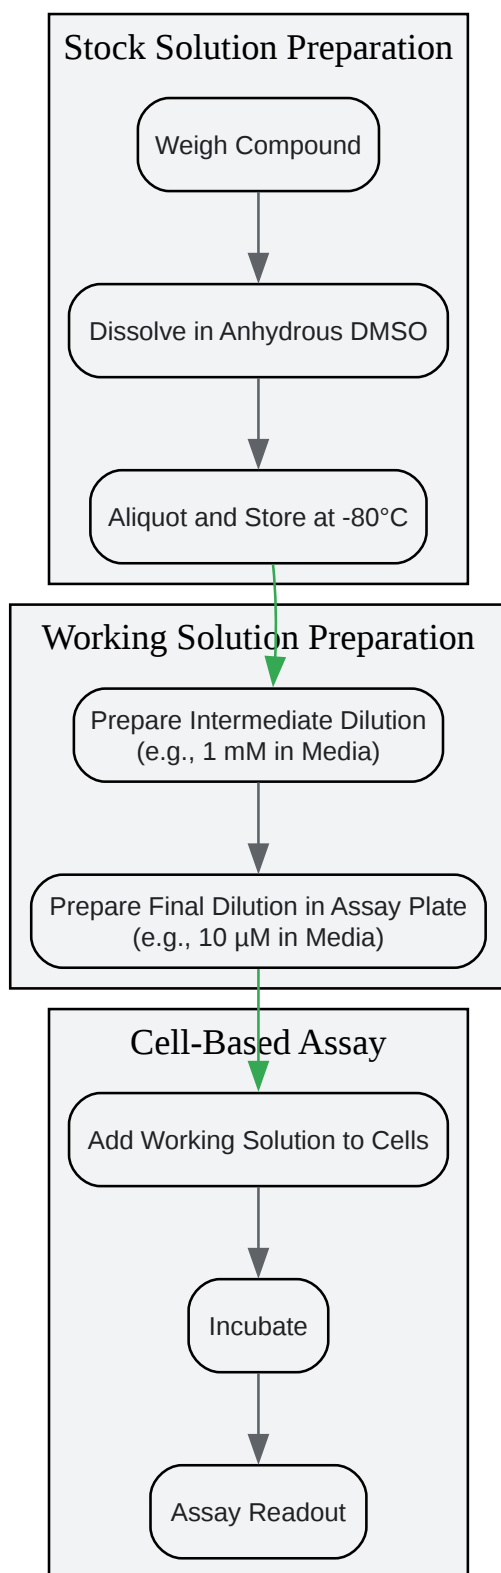 Stock Solution Preparation
Weigh Compound
Dissolve in Anhydrous DMSO
Aliquot and Store at -80°C
Working Solution Preparation
Prepare Intermediate Dilution
(e.g., 1 mM in Media)
Prepare Final Dilution in Assay Plate
(e.g., 10 µM in Media)
Cell-Based Assay
Add Working Solution to Cells
Incubate
Assay Readout